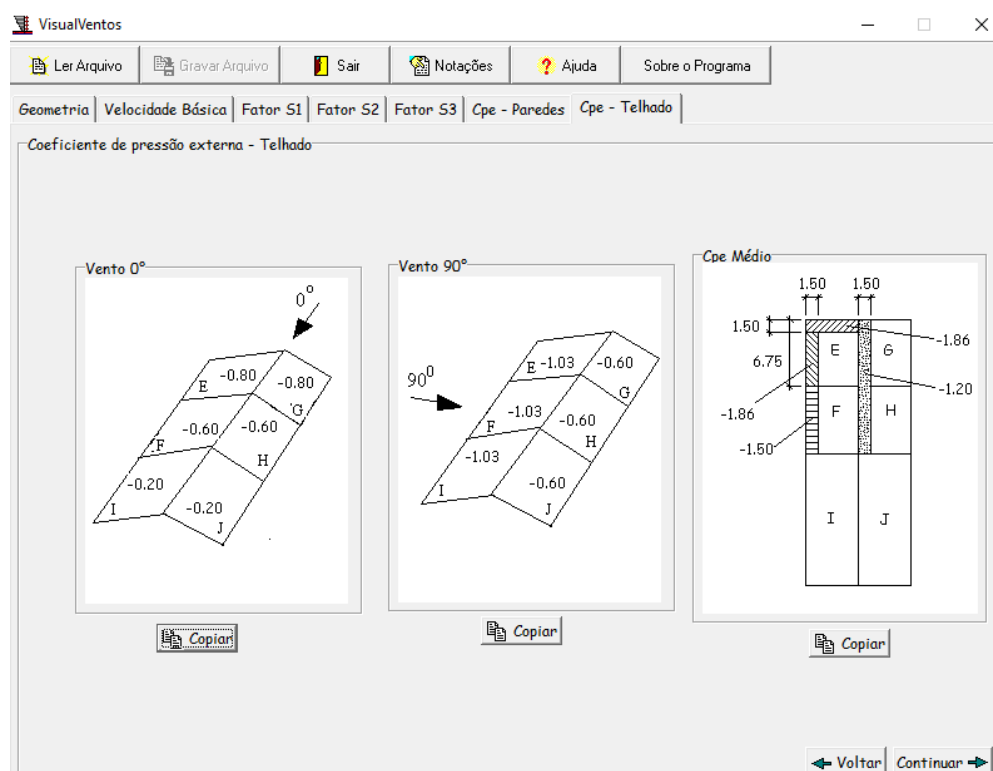 VisualVentos
Ler Arquivo Gravar Arquivo Sair Notações Ajuda Sobre o Programa
Geometria Velocidade Básica Fator S1 Fator S2 Fator S3 Cpe - Paredes Cpe - Telhado
Coeficiente de pressão externa - Telhado
Vento 0°
0°
E -0.80 -0.80
G
F -0.60 -0.60
H
-0.20
I -0.20
J
Copiar
Vento 90°
90⁰
E -1.03 -0.60
G
-1.03
F -0.60
H
-1.03
I -0.60
J
Copiar
Cpe Médio
1.50 1.50
1.50
-1.86
E G
6.75
-1.20
-1.86
F H
-1.50
I J
Copiar
Voltar Continuar